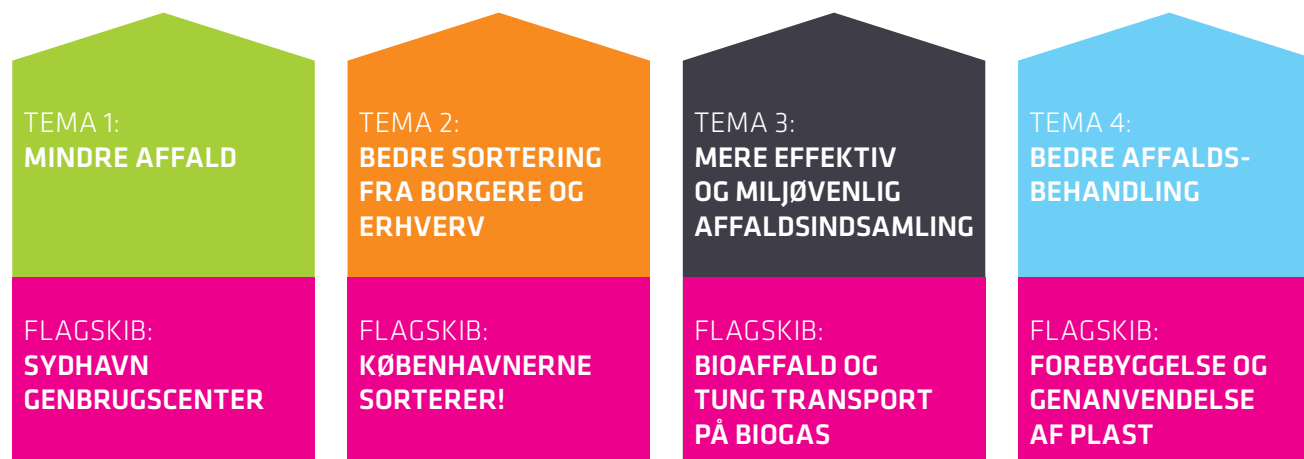 TEMA 1:
MINDRE AFFALD
FLAGSKIB:
SYDHAVN
GENBRUGSCENTER
TEMA 2:
BEDRE SORTERING
FRA BORGERE OG
ERHVERV
FLAGSKIB:
KØBENHAVNERNE
SORTERER!
TEMA 3:
MERE EFFEKTIV
OG MILJØVENLIG
AFFALDSINDSAMLING
FLAGSKIB:
BIOAFFALD OG
TUNG TRANSPORT
PÅ BIOGAS
TEMA 4:
BEDRE AFFALDS-
BEHANDLING
FLAGSKIB:
FOREBYGGELSE OG
GENANVENDELSE
AF PLAST